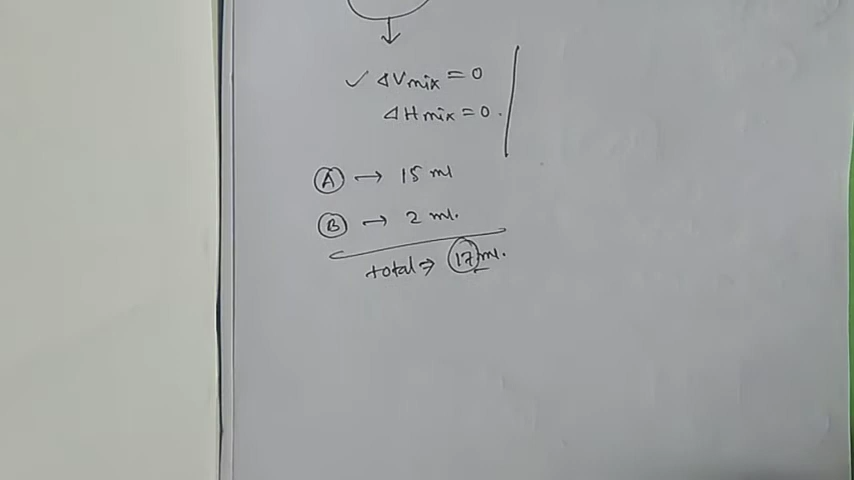 ✓ ΔVmix = 0
ΔHmix = 0.
A → 15 ml
B → 2 ml.
total ⇒ 17 ml.